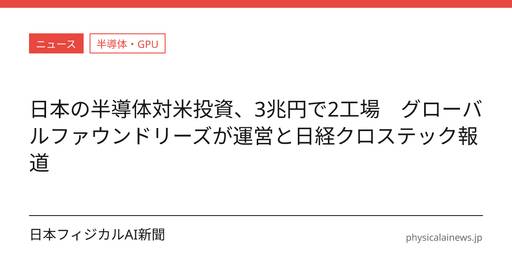 ニュース 半導体・GPU
日本の半導体対米投資、3兆円で2工場　グローバ
ルファウンドリーズが運営と日経クロステック報
道
日本フィジカルAI新聞 physicalainews.jp